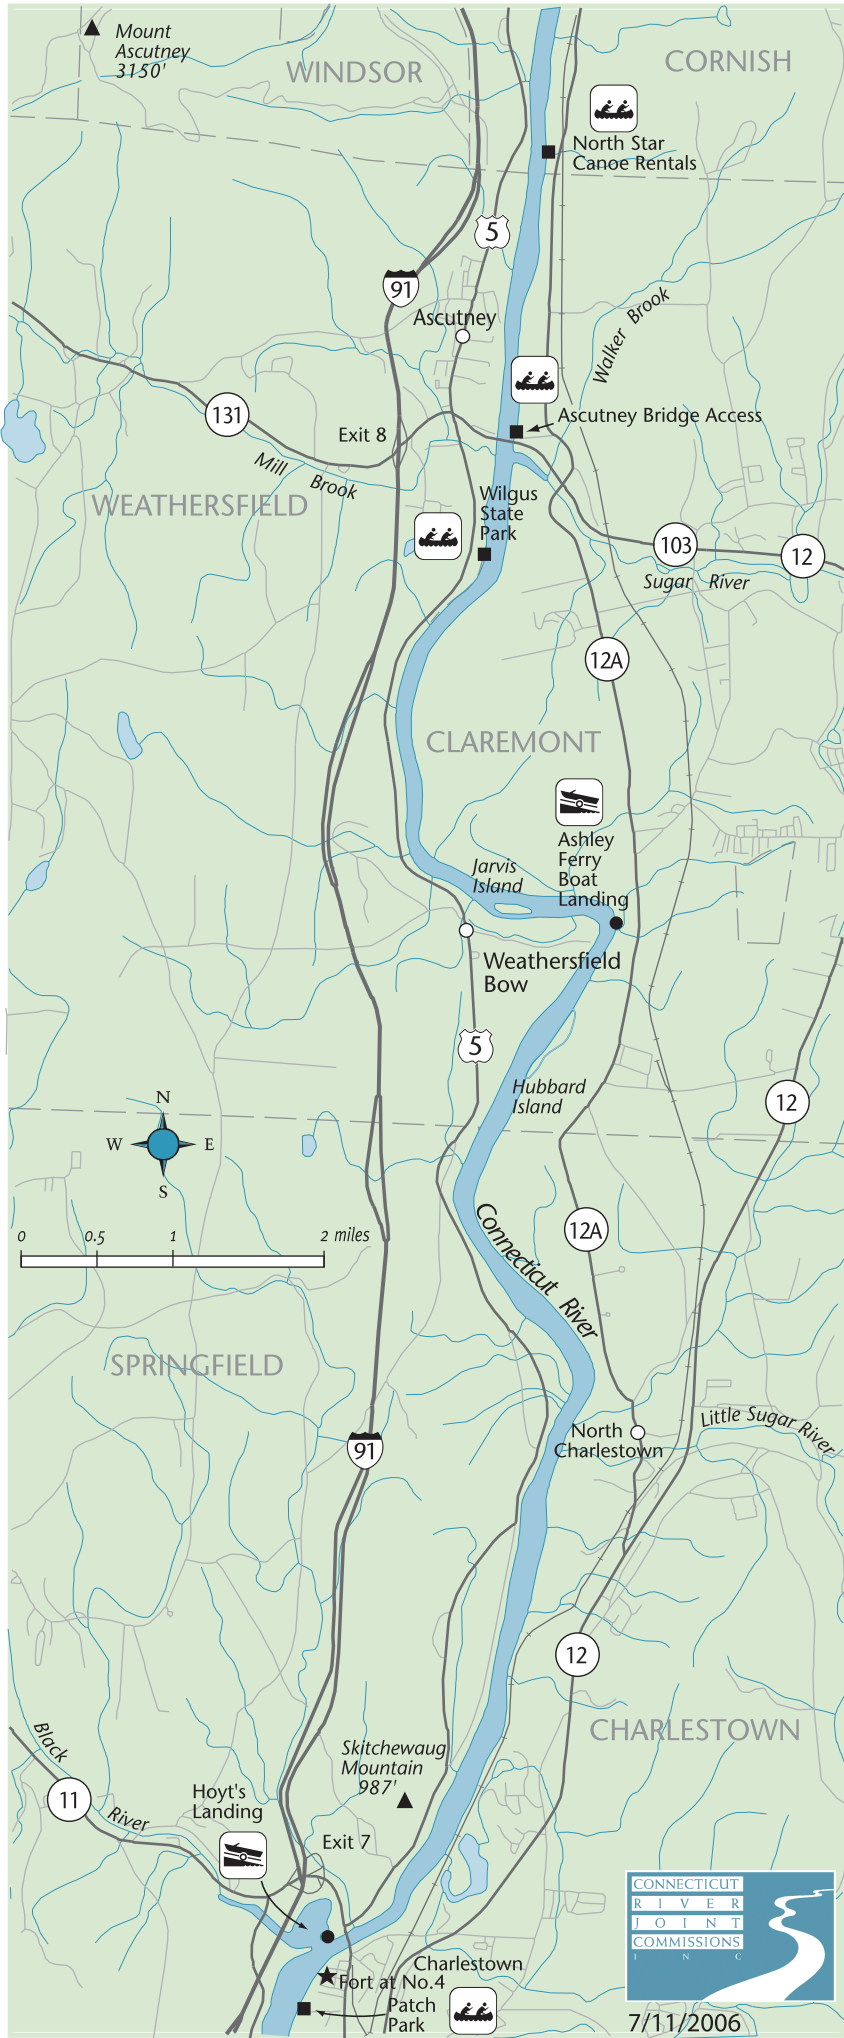 Mount
Ascutney
3150'
WINDSOR
CORNISH
North Star
Canoe Rentals
5
91
Ascutney
Walker Brook
131
Exit 8
Ascutney Bridge Access
Mill Brook
WEATHERSFIELD
Wilgus
State
Park
103
12
Sugar River
12A
CLAREMONT
Ashley
Ferry
Boat
Landing
Jarvis
Island
Weathersfield
Bow
5
Hubbard
Island
12
N
W
E
S
0 0.5 1 2 miles
12A
Connecticut River
SPRINGFIELD
91
North
Charlestown
Little Sugar River
12
CHARLESTOWN
Black River
11
Skitchewaug
Mountain
987'
Hoyt's
Landing
Exit 7
Charlestown
Fort at No.4
Patch
Park
CONNECTICUT
RIVER
JOINT
COMMISSIONS
INC
7/11/2006